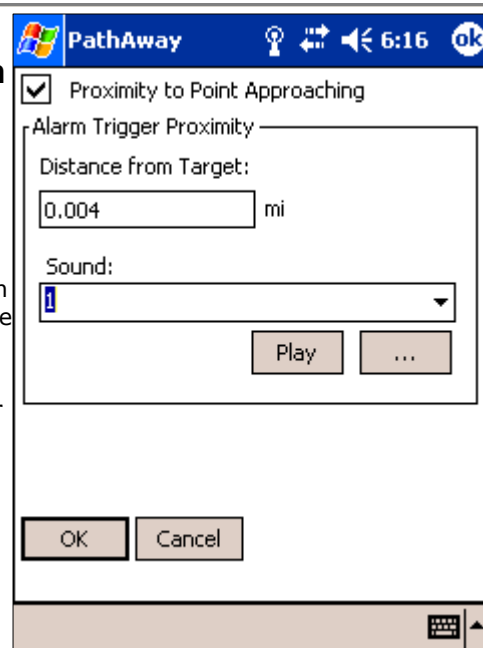 PathAway 6:16 ok
Proximity to Point Approaching
Alarm Trigger Proximity
Distance from Target:
0.004 mi
Sound:
1
Play ...
OK Cancel